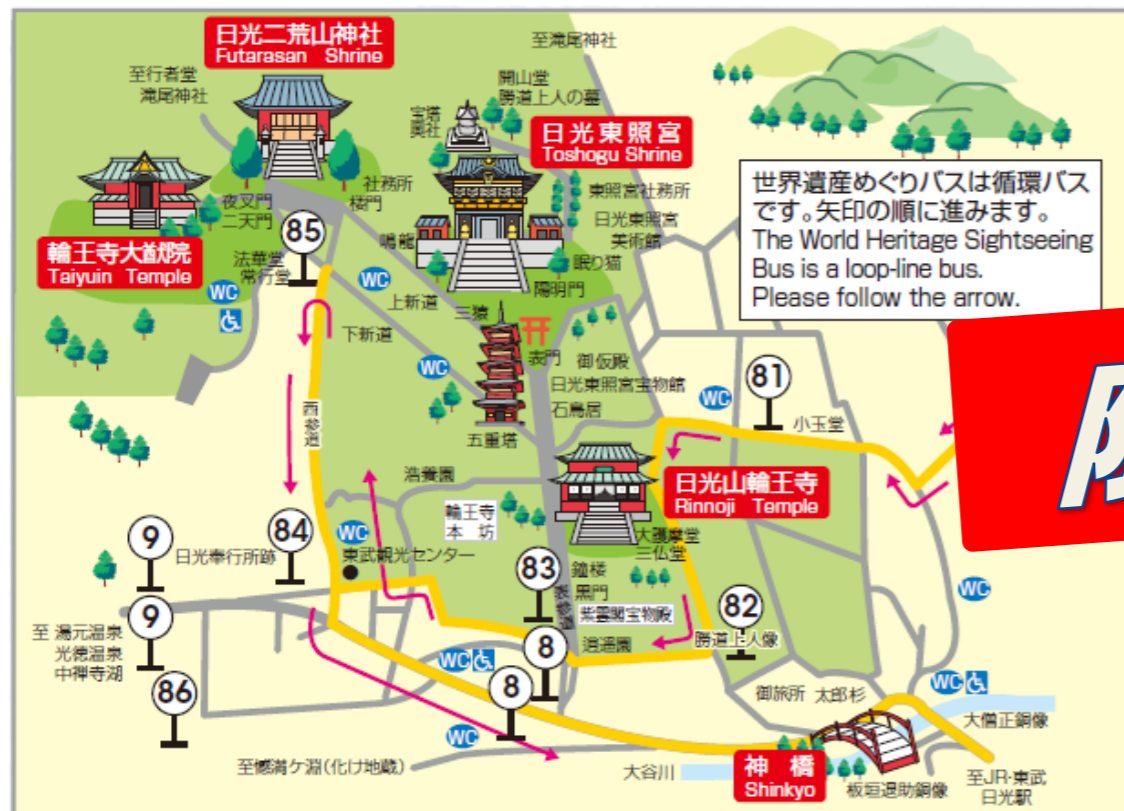 日光二荒山神社
Futarasan Shrine
至滝尾神社
至行者堂
滝尾神社
開山堂
勝道上人の墓
宝塔
奥社
日光東照宮
Toshogu Shrine
世界遺産めぐりバスは循環バス
です。矢印の順に進みます。
The World Heritage Sightseeing
Bus is a loop-line bus.
Please follow the arrow.
社務所
楼門
東照宮社務所
日光東照宮
美術館
夜叉門
二天門
85
鳴龍
眠り猫
輪王寺大猷院
Taiyuin Temple
法華堂
常行堂
WC
WC
陽明門
上新道
三猿
下新道
表門
御仮殿
WC
日光東照宮宝物館
81
WC
石鳥居
小玉堂
西参道
五重塔
浩養園
日光山輪王寺
Rinnoji Temple
輪王寺
本坊
大護摩堂
三仏堂
9
日光奉行所跡
84
WC
東武観光センター
83
鐘楼
黒門
表参道
紫雲閣宝物殿
82
WC
9
至 湯元温泉
光徳温泉
中禅寺湖
逍遥園
勝道上人像
8
WC
86
8
御旅所
太郎杉
WC
大僧正銅像
WC
至憾満ケ淵(化け地蔵)
大谷川
神橋
Shinkyo
板垣退助銅像
至JR・東武
日光駅